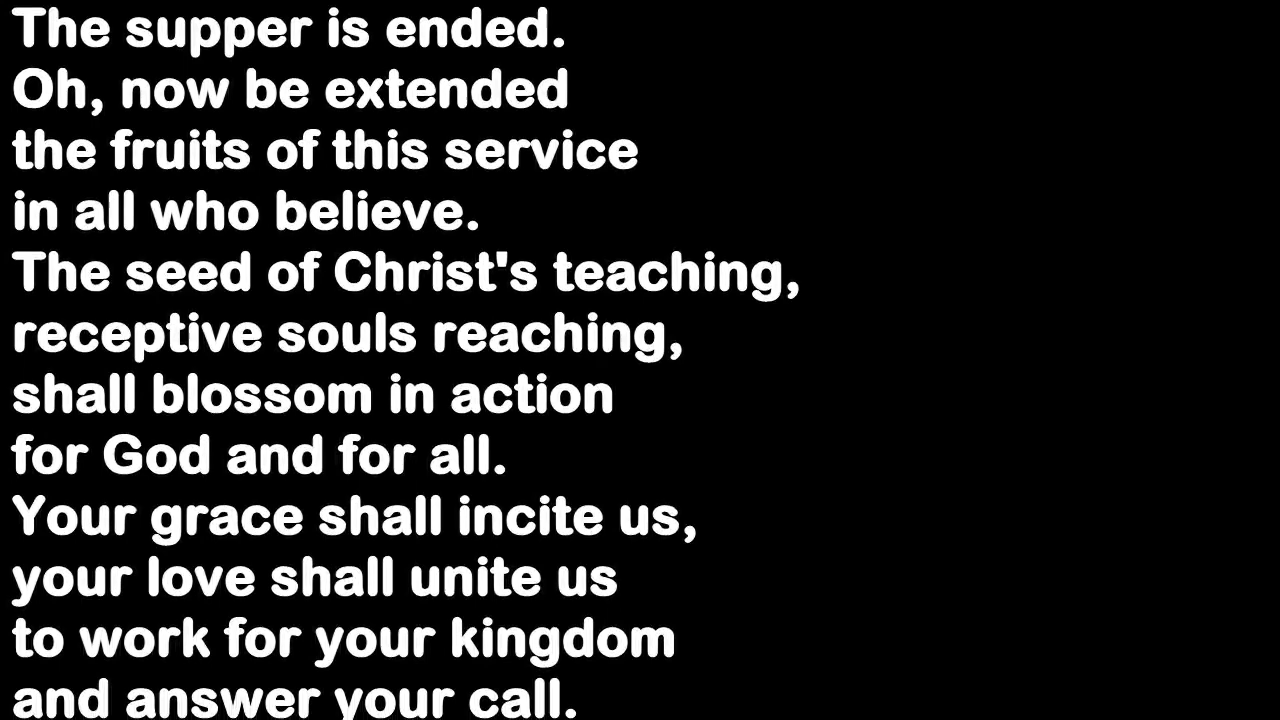 The supper is ended.
Oh, now be extended
the fruits of this service
in all who believe.
The seed of Christ's teaching,
receptive souls reaching,
shall blossom in action
for God and for all.
Your grace shall incite us,
your love shall unite us
to work for your kingdom
and answer your call.